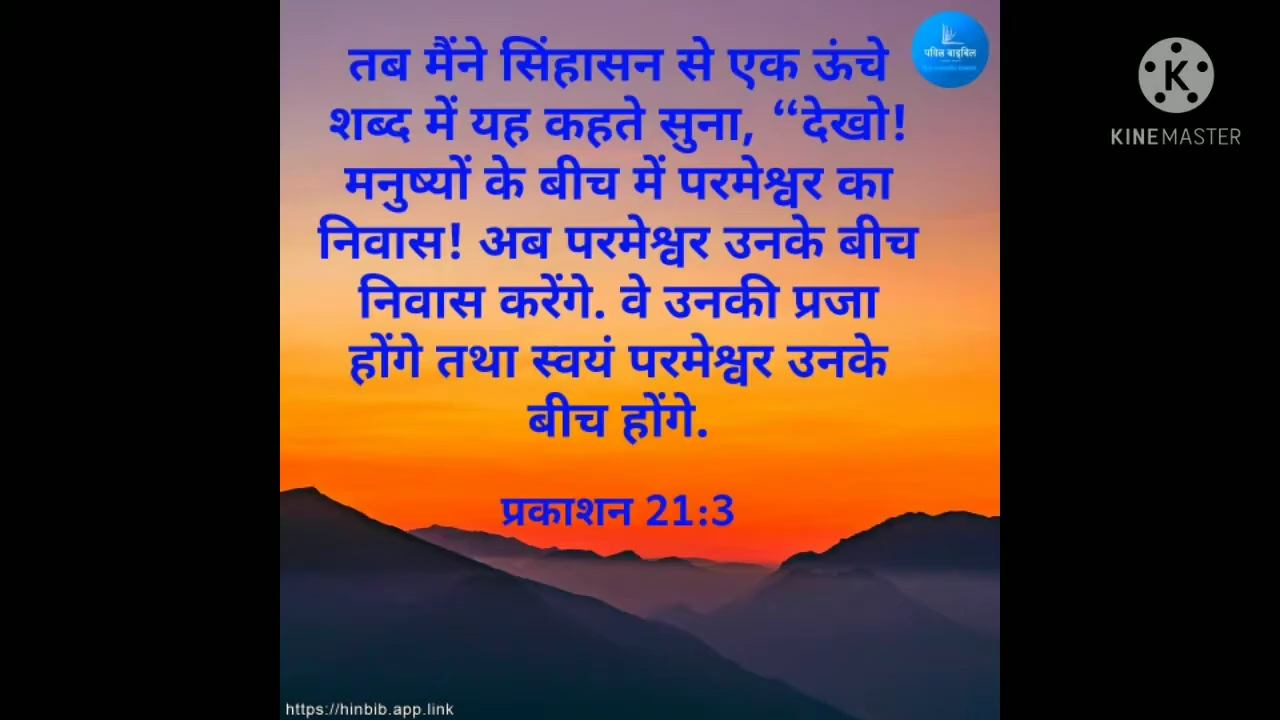 तब मैंने सिंहासन से एक ऊंचे
शब्द में यह कहते सुना, “देखो!
मनुष्यों के बीच में परमेश्वर का
निवास! अब परमेश्वर उनके बीच
निवास करेंगे. वे उनकी प्रजा
होंगे तथा स्वयं परमेश्वर उनके
बीच होंगे.
प्रकाशन 21:3
पवित्र बाइबिल
K
KINEMASTER
https://hinbib.app.link